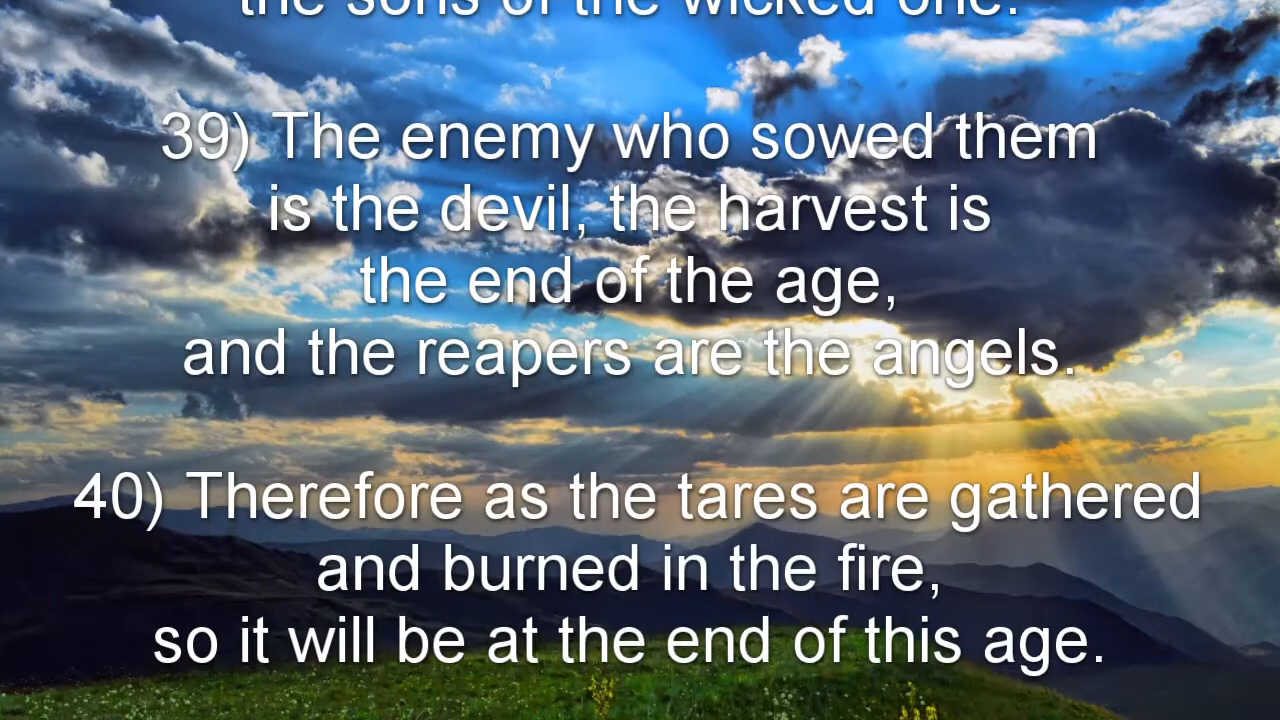 the sons of the wicked one.
39) The enemy who sowed them
is the devil, the harvest is
the end of the age,
and the reapers are the angels.
40) Therefore as the tares are gathered
and burned in the fire,
so it will be at the end of this age.